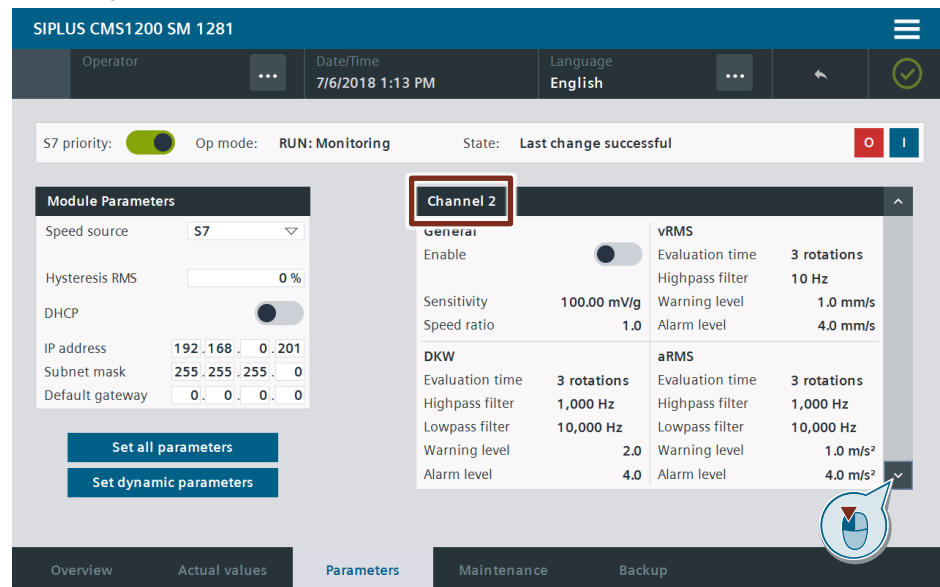 SIPLUS CMS1200 SM 1281
Operator
...
Date/Time
7/6/2018 1:13 PM
Language
English
...
S7 priority: Op mode: RUN: Monitoring State: Last change successful O I
Module Parameters
Speed source S7
Hysteresis RMS 0 %
DHCP
IP address 192.168.0.201
Subnet mask 255.255.255.0
Default gateway 0.0.0.0
Set all parameters
Set dynamic parameters
Channel 2
General
Enable
Sensitivity 100.00 mV/g
Speed ratio 1.0
vRMS
Evaluation time 3 rotations
Highpass filter 10 Hz
Warning level 1.0 mm/s
Alarm level 4.0 mm/s
DKW
Evaluation time 3 rotations
Highpass filter 1,000 Hz
Lowpass filter 10,000 Hz
Warning level 2.0
Alarm level 4.0
aRMS
Evaluation time 3 rotations
Highpass filter 1,000 Hz
Lowpass filter 10,000 Hz
Warning level 1.0 m/s²
Alarm level 4.0 m/s²
Overview Actual values Parameters Maintenance Backup